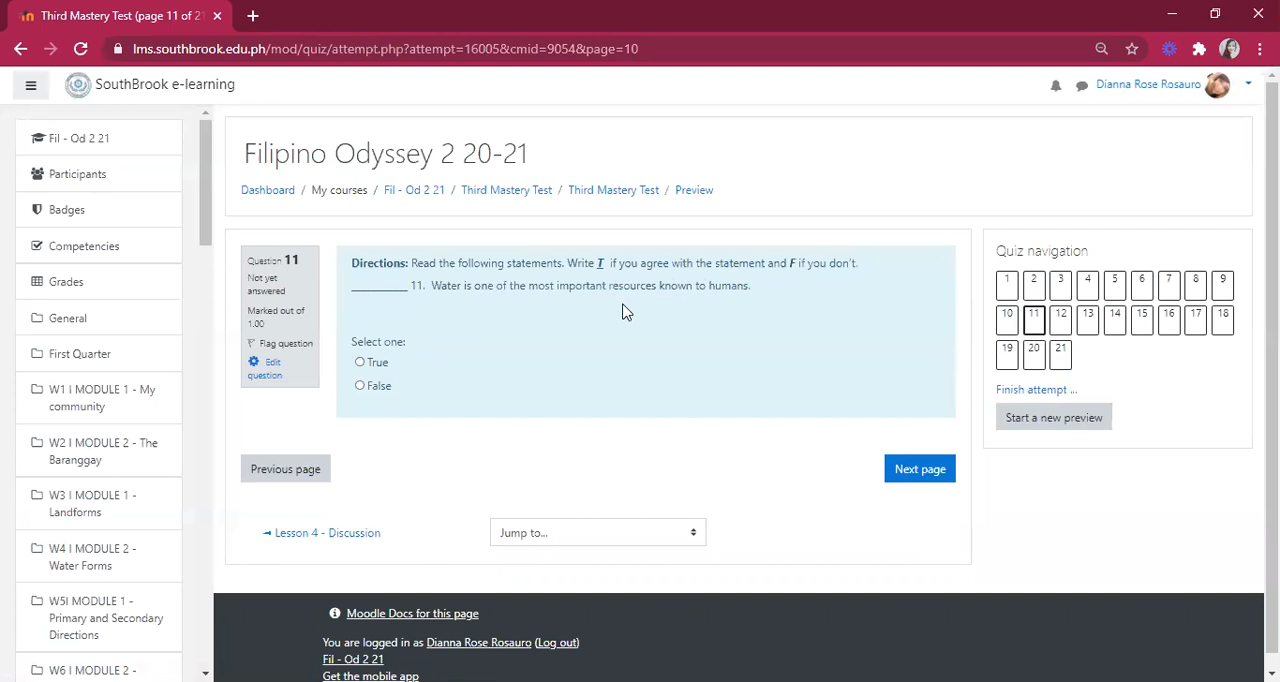 Third Mastery Test (page 11 of 21
lms.southbrook.edu.ph/mod/quiz/attempt.php?attempt=16005&cmid=9054&page=10
SouthBrook e-learning
Dianna Rose Rosauro
Fil - Od 2 21
Participants
Badges
Competencies
Grades
General
First Quarter
W1 I MODULE 1 - My
community
W2 I MODULE 2 - The
Baranggay
W3 I MODULE 1 -
Landforms
W4 I MODULE 2 -
Water Forms
W5I MODULE 1 -
Primary and Secondary
Directions
W6 I MODULE 2 -
Filipino Odyssey 2 20-21
Dashboard / My courses / Fil - Od 2 21 / Third Mastery Test / Third Mastery Test / Preview
Question 11
Not yet
answered
Marked out of
1.00
Flag question
Edit
question
Directions: Read the following statements. Write T if you agree with the statement and F if you don't.
__________ 11. Water is one of the most important resources known to humans.
Select one:
True
False
Previous page
Next page
Lesson 4 - Discussion
Jump to...
Quiz navigation
1 2 3 4 5 6 7 8 9
10 11 12 13 14 15 16 17 18
19 20 21
Finish attempt ...
Start a new preview
Moodle Docs for this page
You are logged in as Dianna Rose Rosauro (Log out)
Fil - Od 2 21
Get the mobile app